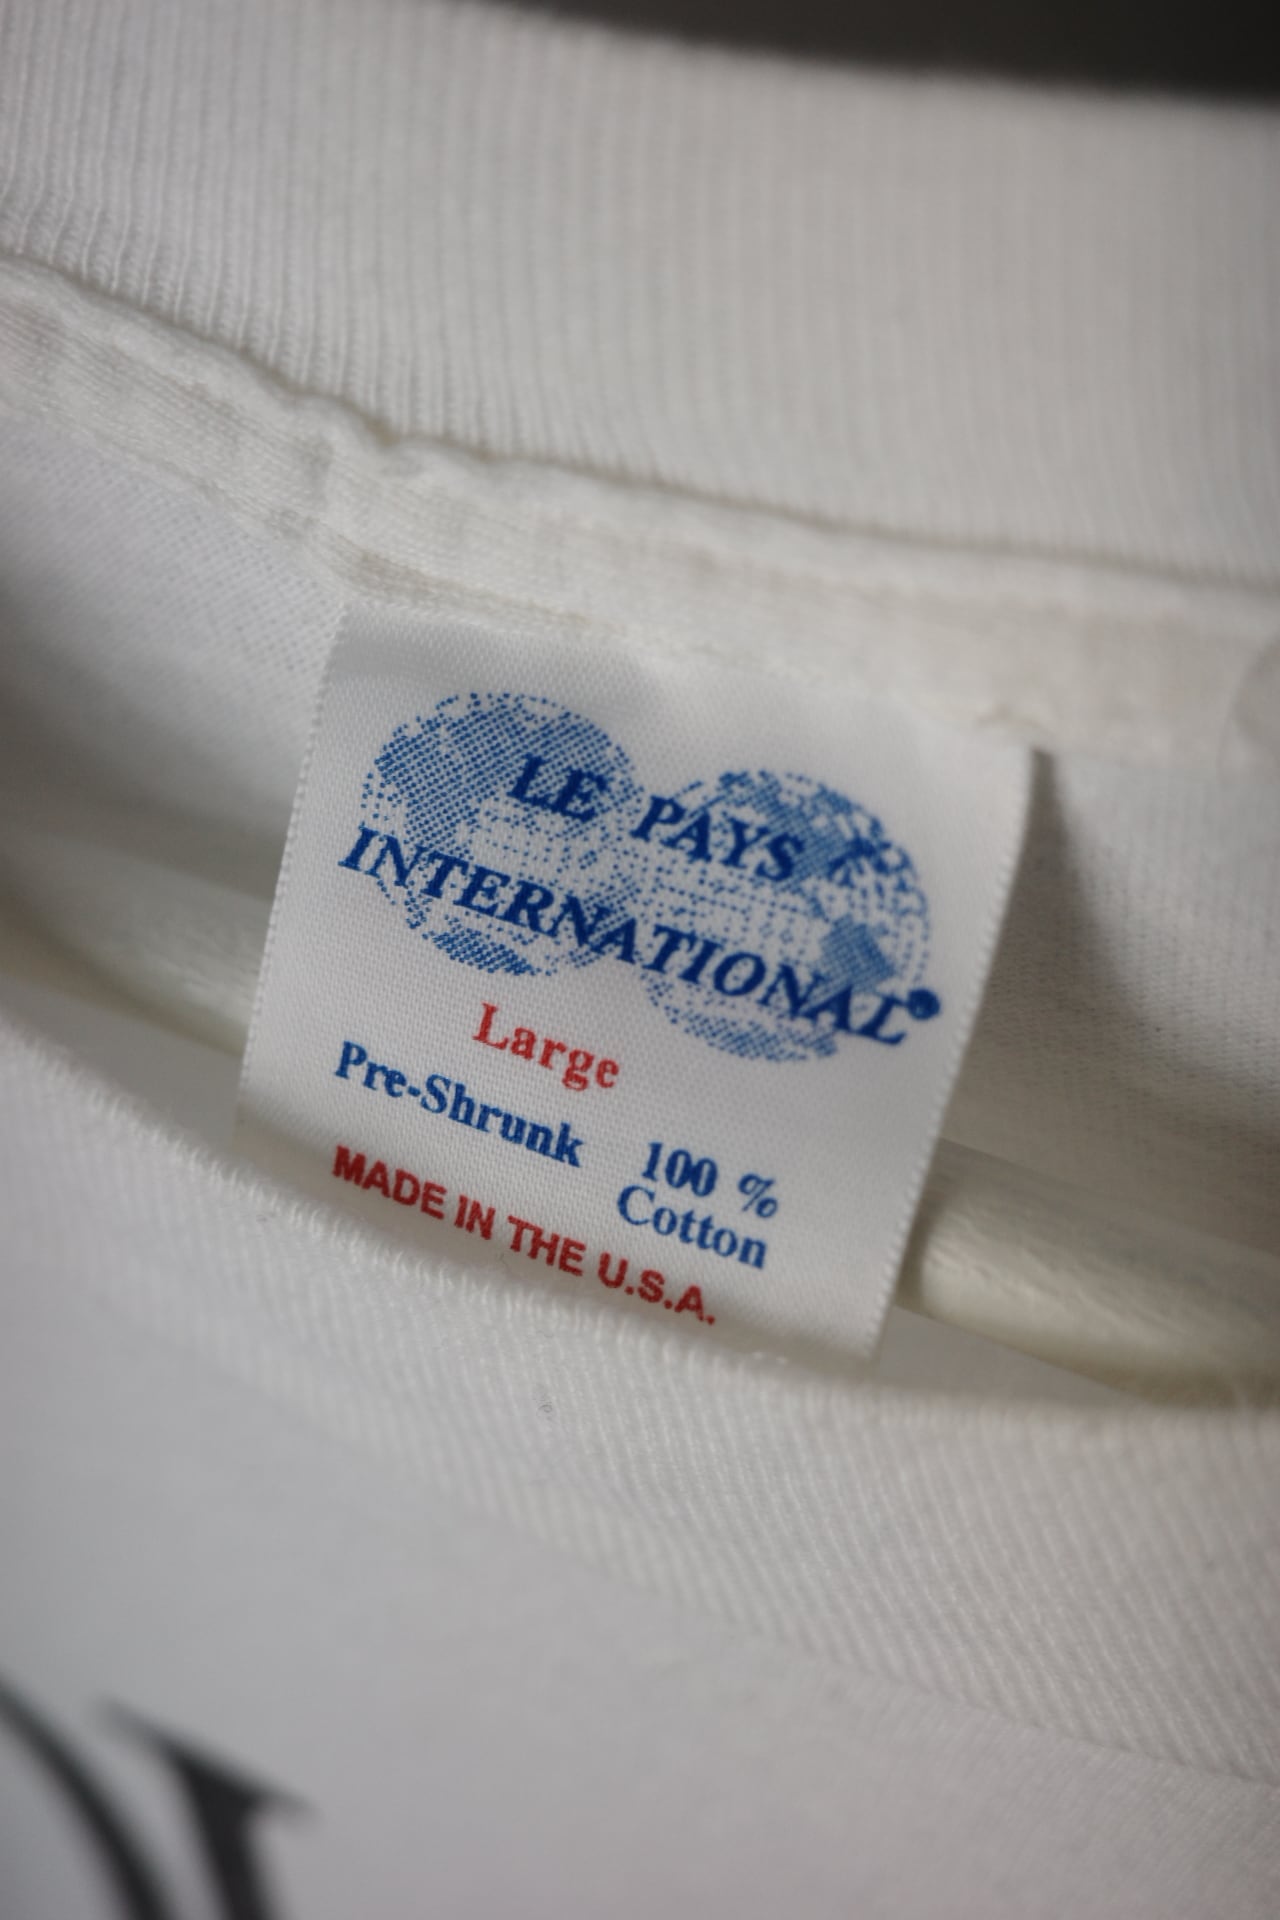 LE PAYS
INTERNATIONAL®
Large
Pre-Shrunk
100 %
Cotton
MADE IN THE U.S.A.